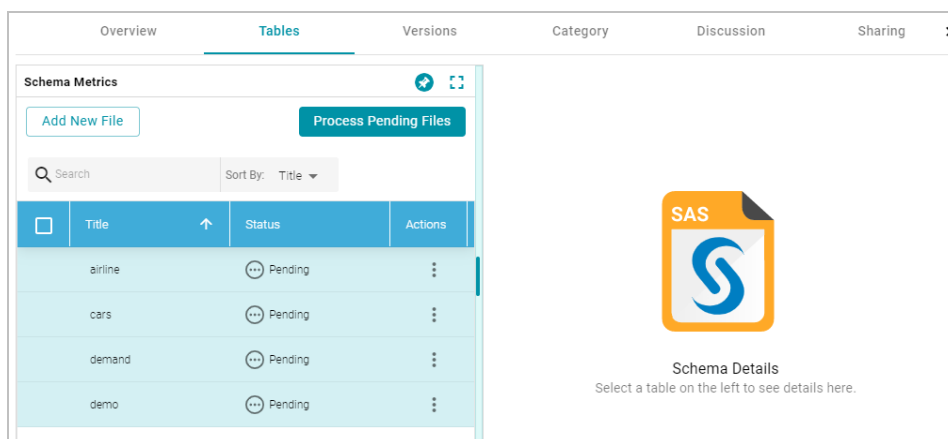 Overview Tables Versions Category Discussion Sharing
Schema Metrics
Add New File Process Pending Files
Search Sort By: Title
Title Status Actions
airline Pending
cars Pending
demand Pending
demo Pending
SAS
Schema Details
Select a table on the left to see details here.